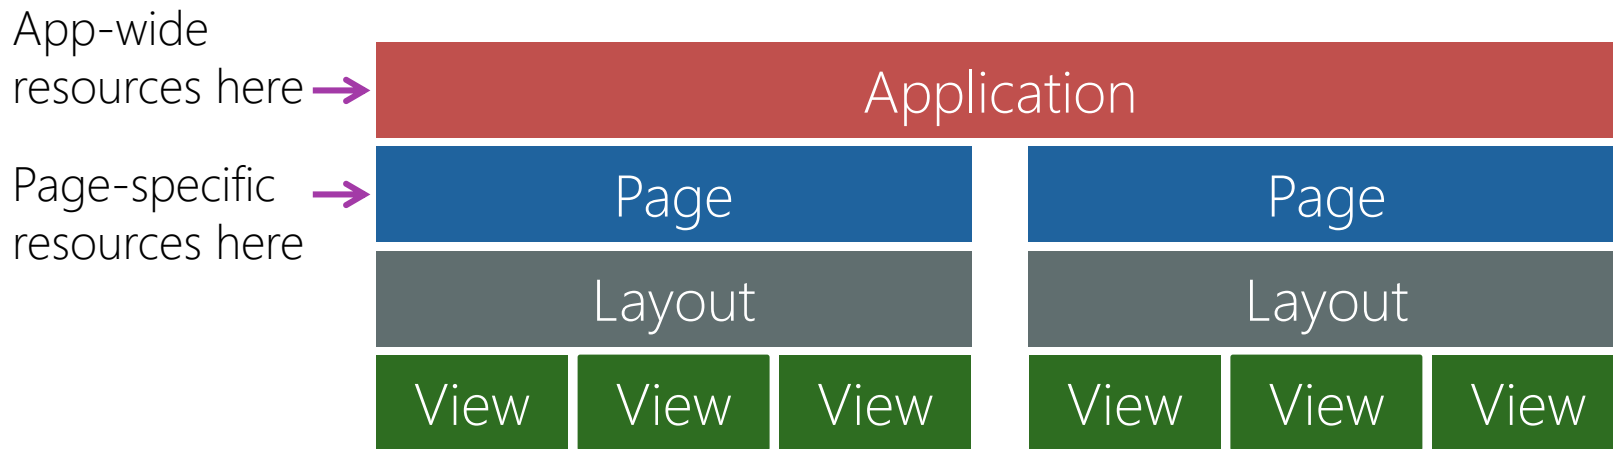 App-wide
resources here
Application
Page-specific
resources here
Page
Page
Layout
Layout
View
View
View
View
View
View